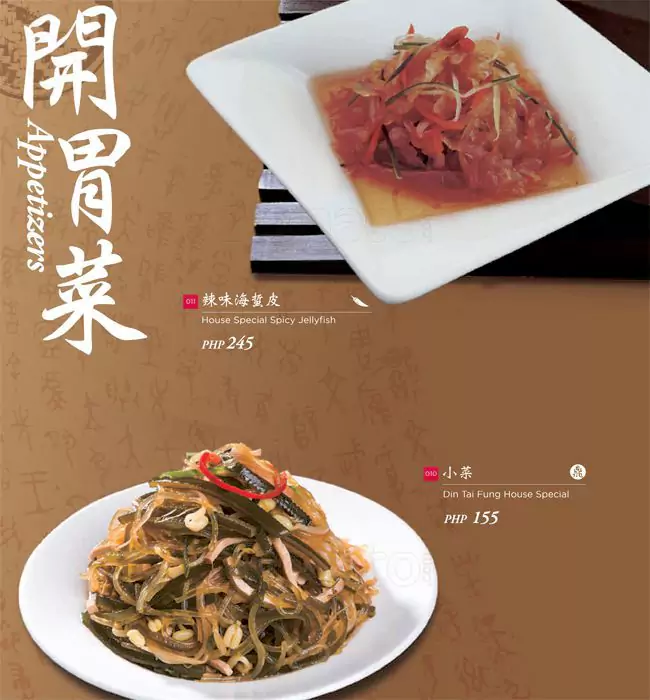 開胃菜
Appetizers
011 辣味海蜇皮
House Special Spicy Jellyfish
PHP 245
010 小菜
Din Tai Fung House Special
PHP 155